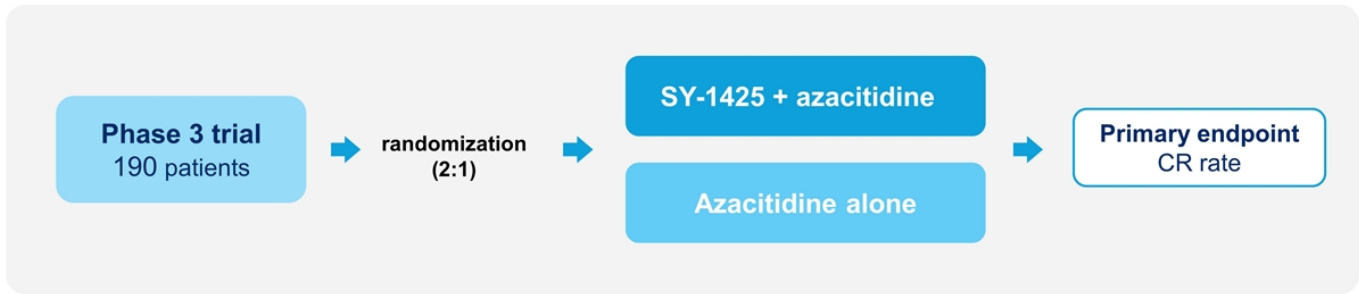 Phase 3 trial
190 patients
randomization
(2:1)
SY-1425 + azacitidine
Azacitidine alone
Primary endpoint
CR rate